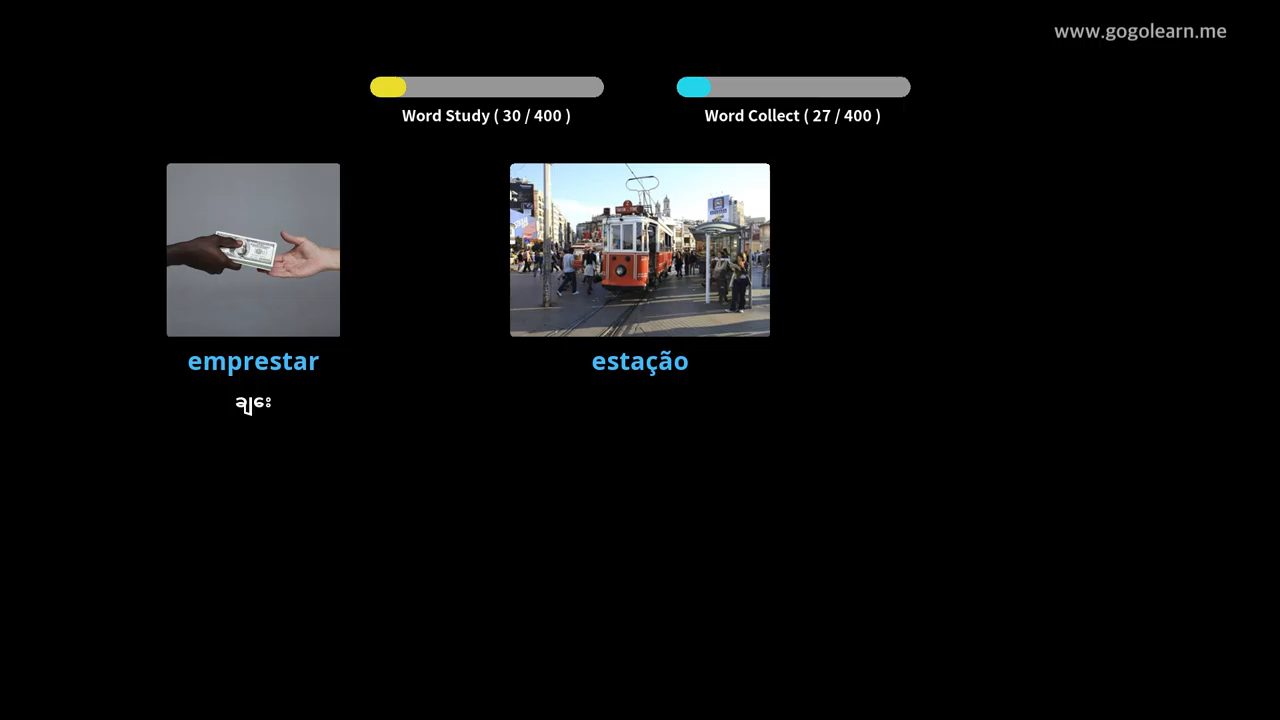 www.gogolearn.me
Word Study ( 30 / 400 )
Word Collect ( 27 / 400 )
emprestar
estação
ချေး